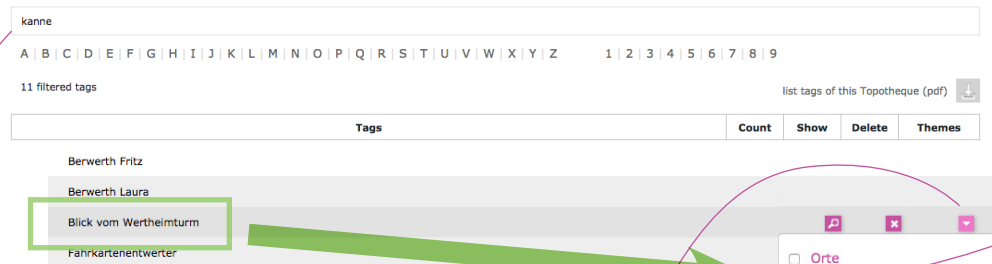 kanne
A | B | C | D | E | F | G | H | I | J | K | L | M | N | O | P | Q | R | S | T | U | V | W | X | Y | Z 1 | 2 | 3 | 4 | 5 | 6 | 7 | 8 | 9
11 filtered tags
list tags of this Topotheque (pdf)
Tags Count Show Delete Themes
Berwerth Fritz
Berwerth Laura
Blick vom Wertheimturm
Fahrkartenentwerter
Orte